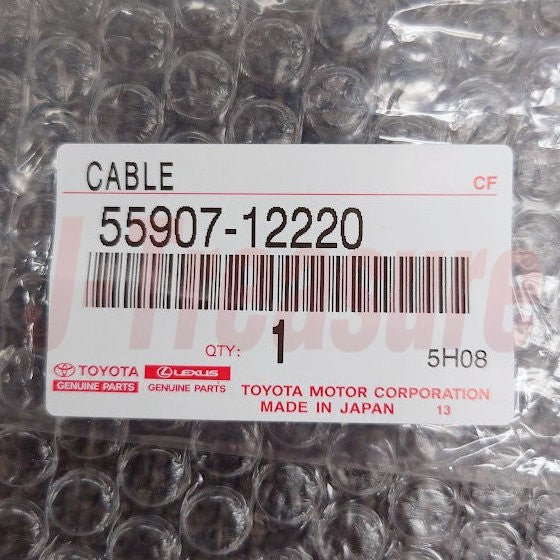 CABLE
CF
55907-12220
QTY: 1
5H08
TOYOTA LEXUS
GENUINE PARTS GENUINE PARTS
TOYOTA MOTOR CORPORATION
MADE IN JAPAN 13
J-Treasure